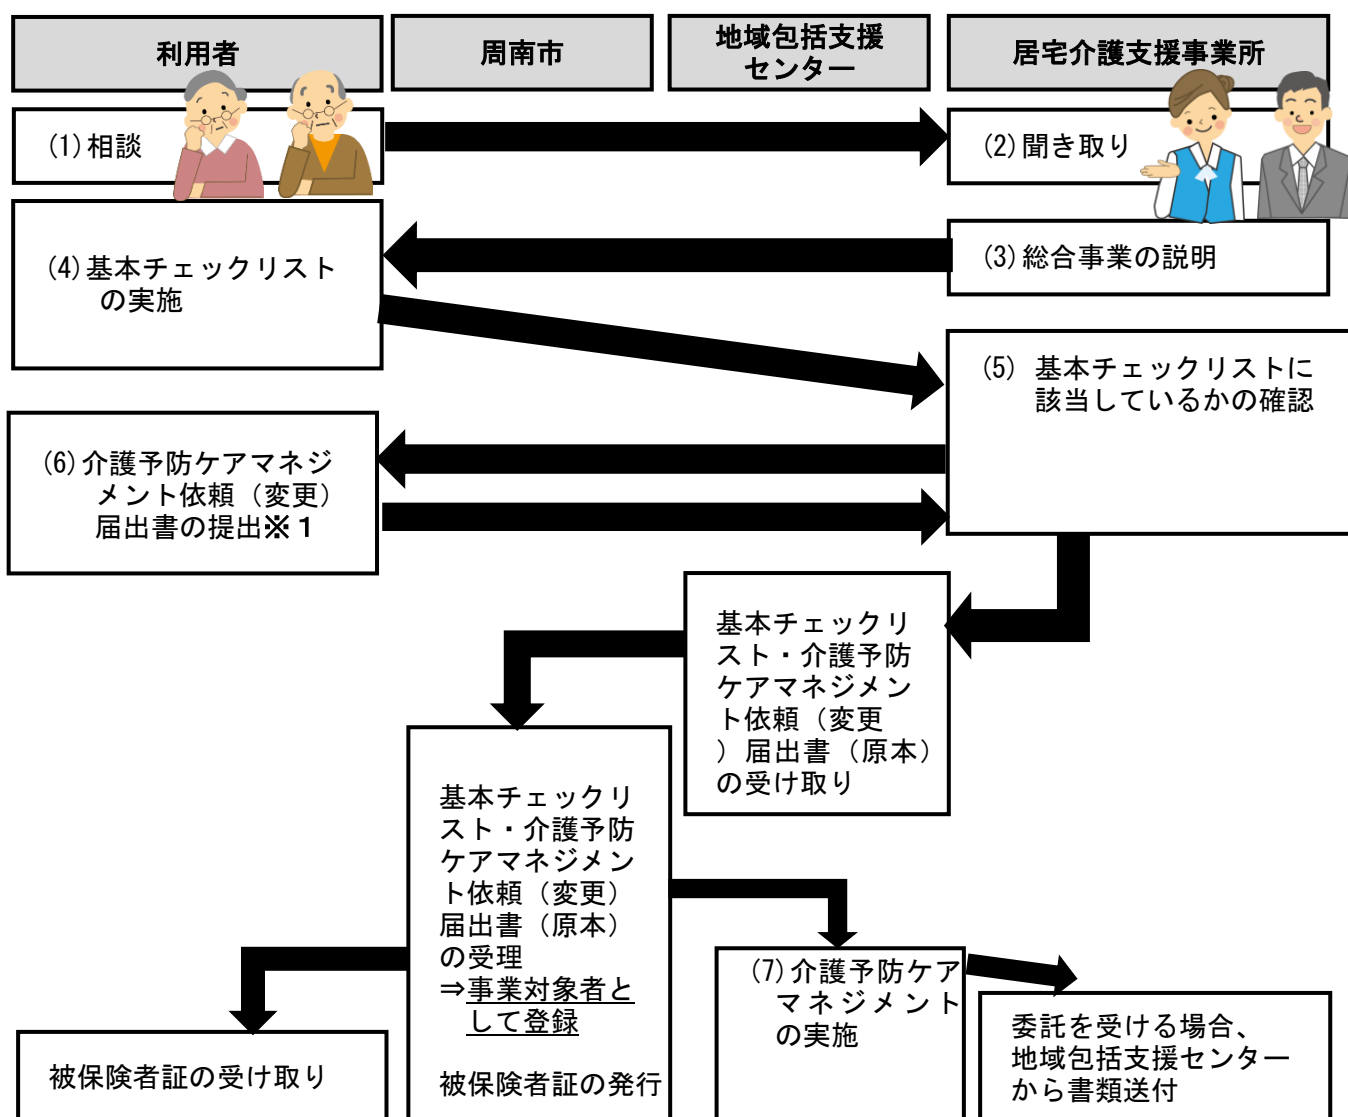 利用者
周南市
地域包括支援
センター
居宅介護支援事業所
(1)相談
(2)聞き取り
(3)総合事業の説明
(4)基本チェックリスト
の実施
(5) 基本チェックリストに
該当しているかの確認
(6)介護予防ケアマネジ
メント依頼（変更）
届出書の提出※１
基本チェックリ
スト・介護予防
ケアマネジメン
ト依頼（変更
）届出書（原本）
の受け取り
基本チェックリ
スト・介護予防
ケアマネジメン
ト依頼（変更）
届出書（原本）
の受理
⇒事業対象者と
して登録
被保険者証の発行
(7)介護予防ケア
マネジメント
の実施
委託を受ける場合、
地域包括支援センター
から書類送付
被保険者証の受け取り